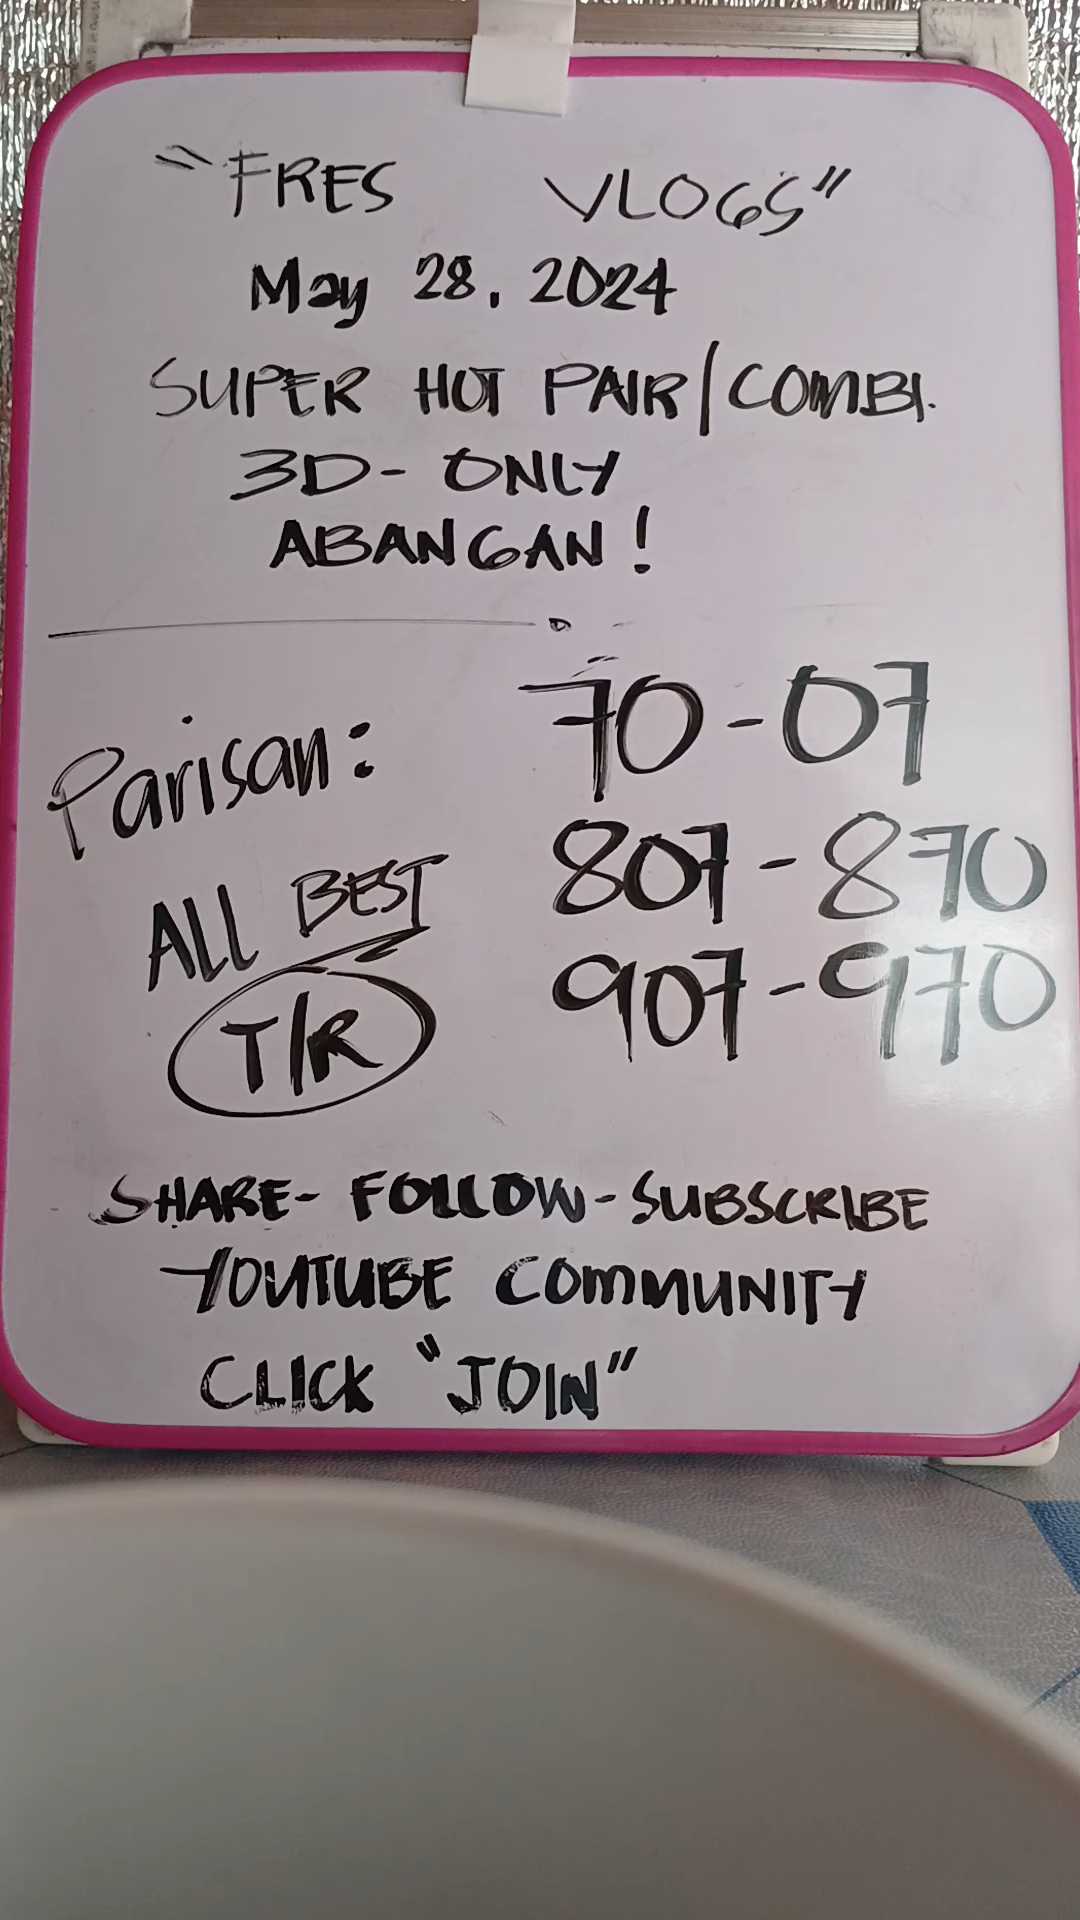 "FRES VLOGS"
May 28, 2024
SUPER HOT PAIR/COMBI.
3D- ONLY
ABANGAN!
Parisan: 70-07
ALL BEST 807-870
T/R 907-970
SHARE- FOLLOW-SUBSCRIBE
YOUTUBE COMMUNITY
CLICK "JOIN"